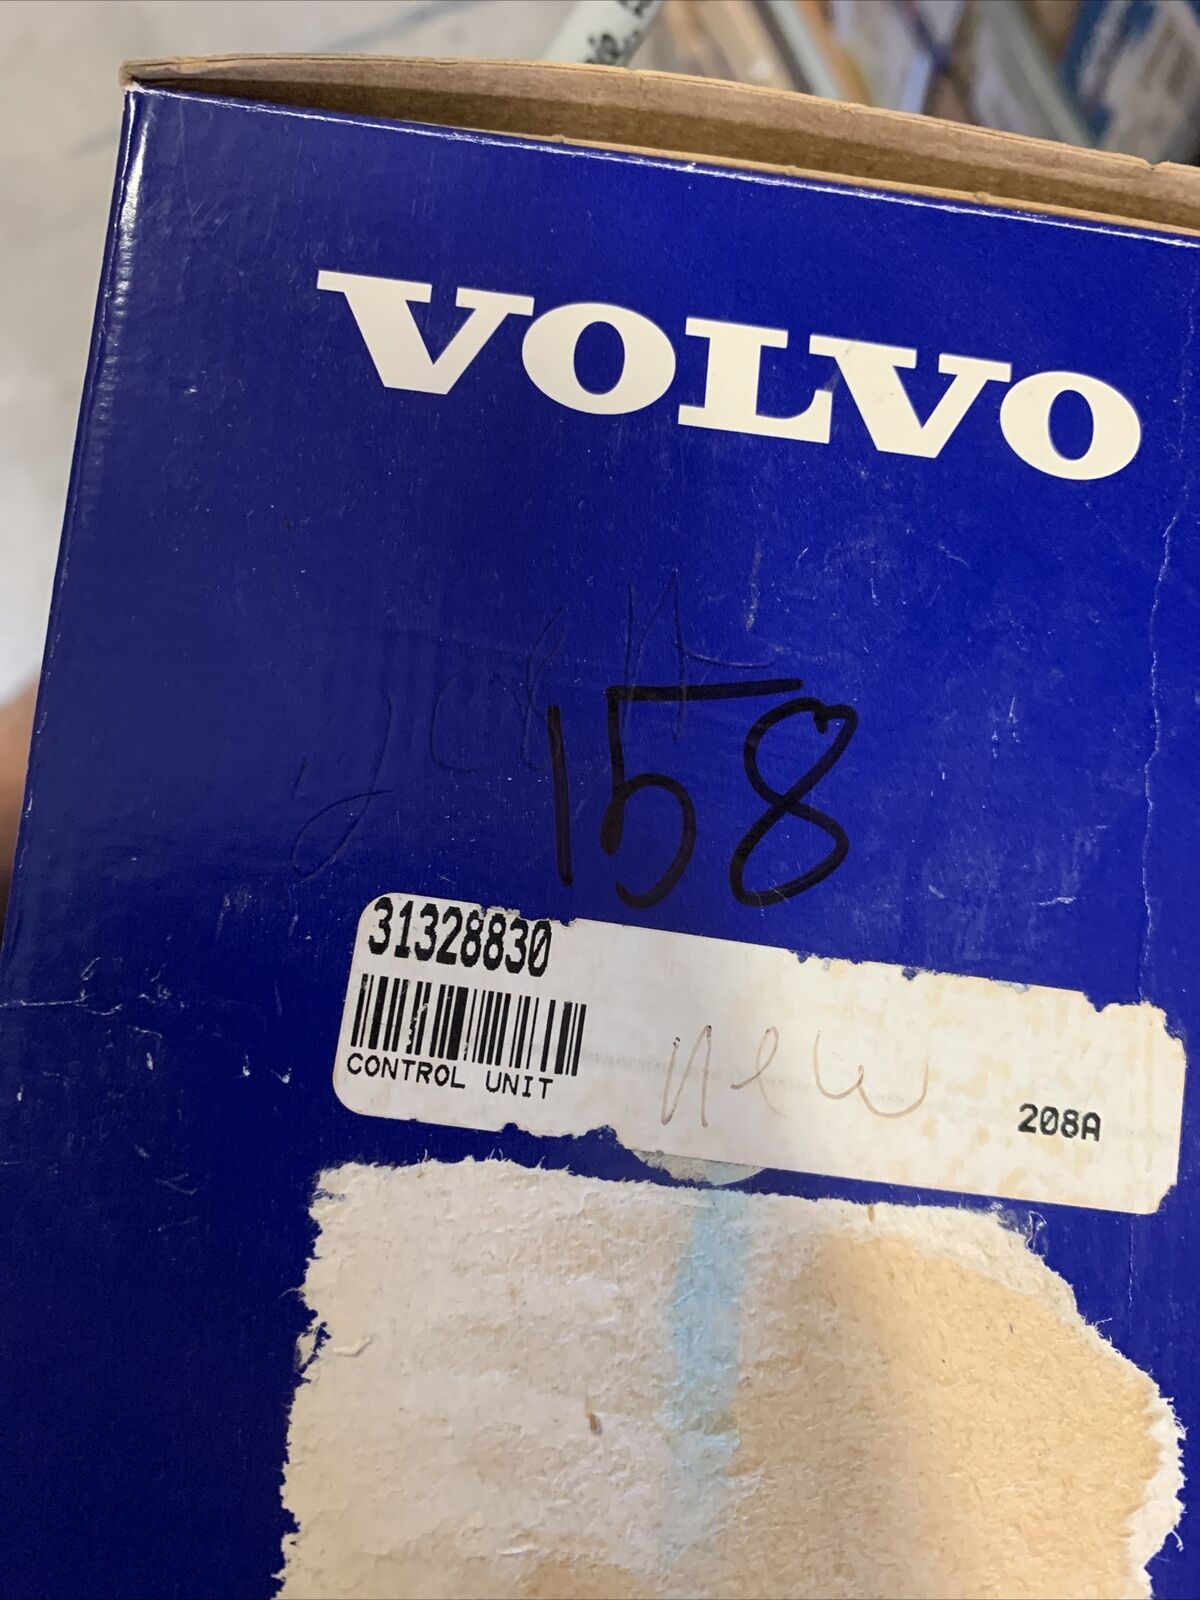 VOLVO
158
31328830
CONTROL UNIT
new
208A